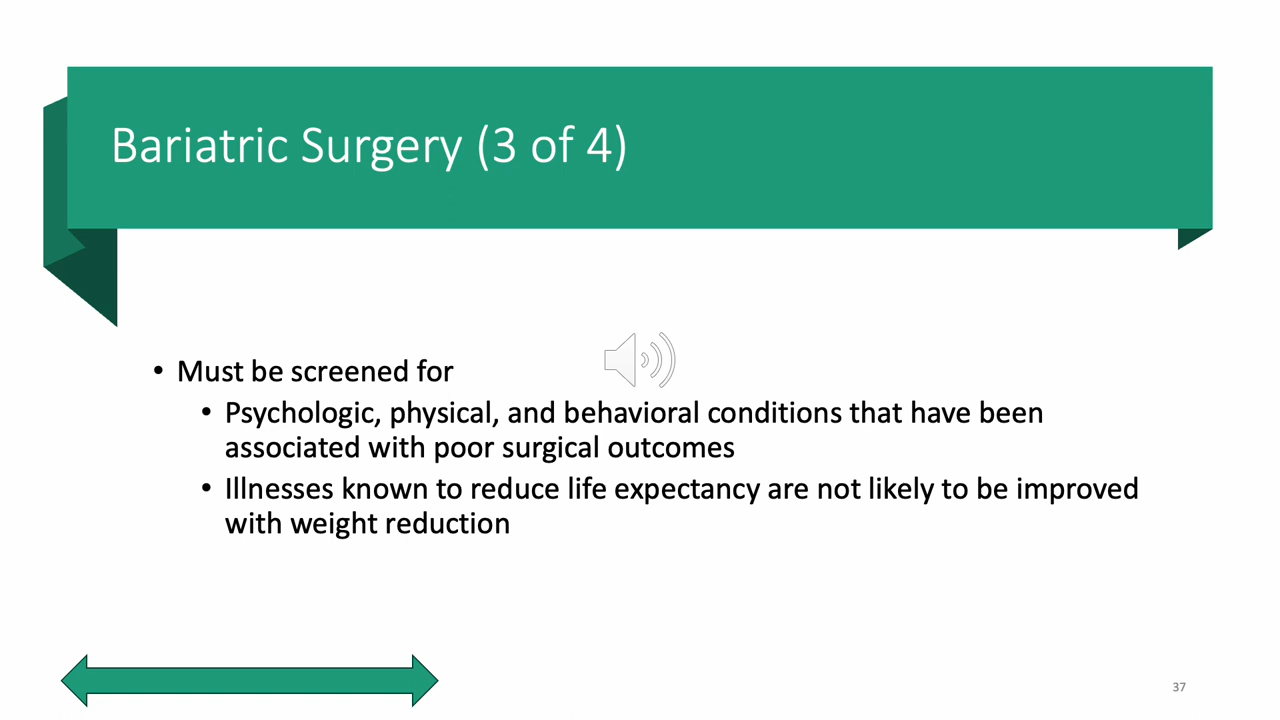 Bariatric Surgery (3 of 4)
• Must be screened for
• Psychologic, physical, and behavioral conditions that have been
associated with poor surgical outcomes
• Illnesses known to reduce life expectancy are not likely to be improved
with weight reduction
37